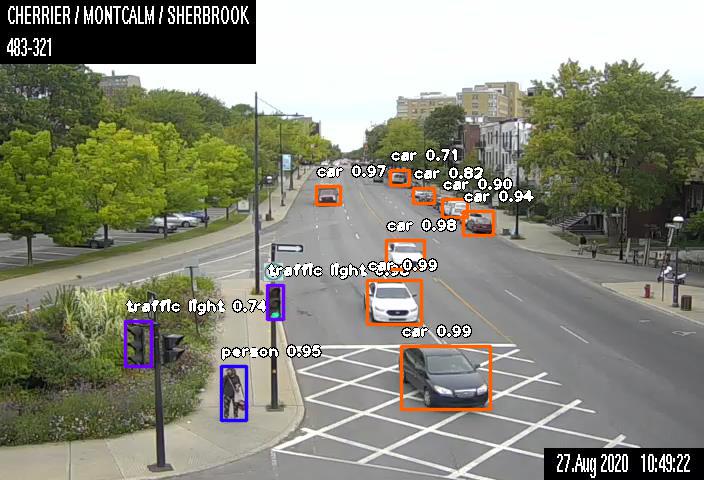 CHERRIER / MONTCALM / SHERBROOK
483-321
car 0.71
car 0.97
car 0.82
car 0.90
car 0.94
car 0.98
car 0.99
traffic light
traffic light 0.74
car 0.99
person 0.95
27.Aug 2020 10:49:22